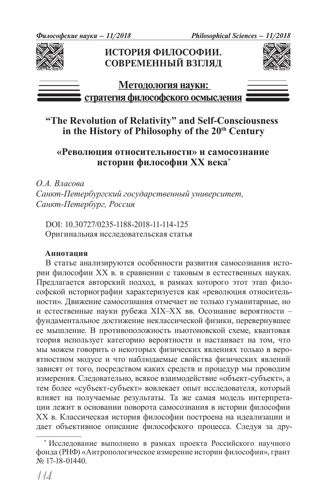 Философские науки – 11/2018
Philosophical Sciences – 11/2018
ИСТОРИЯ ФИЛОСОФИИ.
СОВРЕМЕННЫЙ ВЗГЛЯД
Методология науки:
стратегия философского осмысления
“The Revolution of Relativity” and Self-Consciousness
in the History of Philosophy of the 20th Century
«Революция относительности» и самосознание
истории философии XX века*
О.А. Власова
Санкт-Петербургский государственный университет,
Санкт-Петербург, Россия
DOI: 10.30727/0235-1188-2018-11-114-125
Оригинальная исследовательская статья
Аннотация
В статье анализируются особенности развития самосознания исто-
рии философии XX в. в сравнении с таковым в естественных науках.
Предлагается авторский подход, в рамках которого этот этап фило-
софской историографии характеризуется как «революция относитель-
ности». Движение самосознания отмечает не только гуманитарные, но
и естественные науки рубежа XIX–XX вв. Осознание вероятности –
фундаментальное достижение неклассической физики, перевернувшее
ее мышление. В противоположность ньютоновской схеме, квантовая
теория использует категорию вероятности и настаивает на том, что
мы можем говорить о некоторых физических явлениях только в веро-
ятностном модусе и что наблюдаемые свойства физических явлений
зависят от того, посредством каких средств и процедур мы проводим
измерения. Следовательно, всякое взаимодействие «объект-субъект», а
тем более «субъект-субъект» вовлекает опыт исследователя, который
влияет на получаемые результаты. Та же самая модель интерпрета-
ции лежит в основании поворота самосознания в истории философии
XX в. Классическая история философии построена на идеализации и
дает объективное описание философского процесса. Следуя за дру-
* Исследование выполнено в рамках проекта Российского научного
фонда (РНФ) «Антропологическое измерение истории философии», грант
№ 17-18-01440.
114